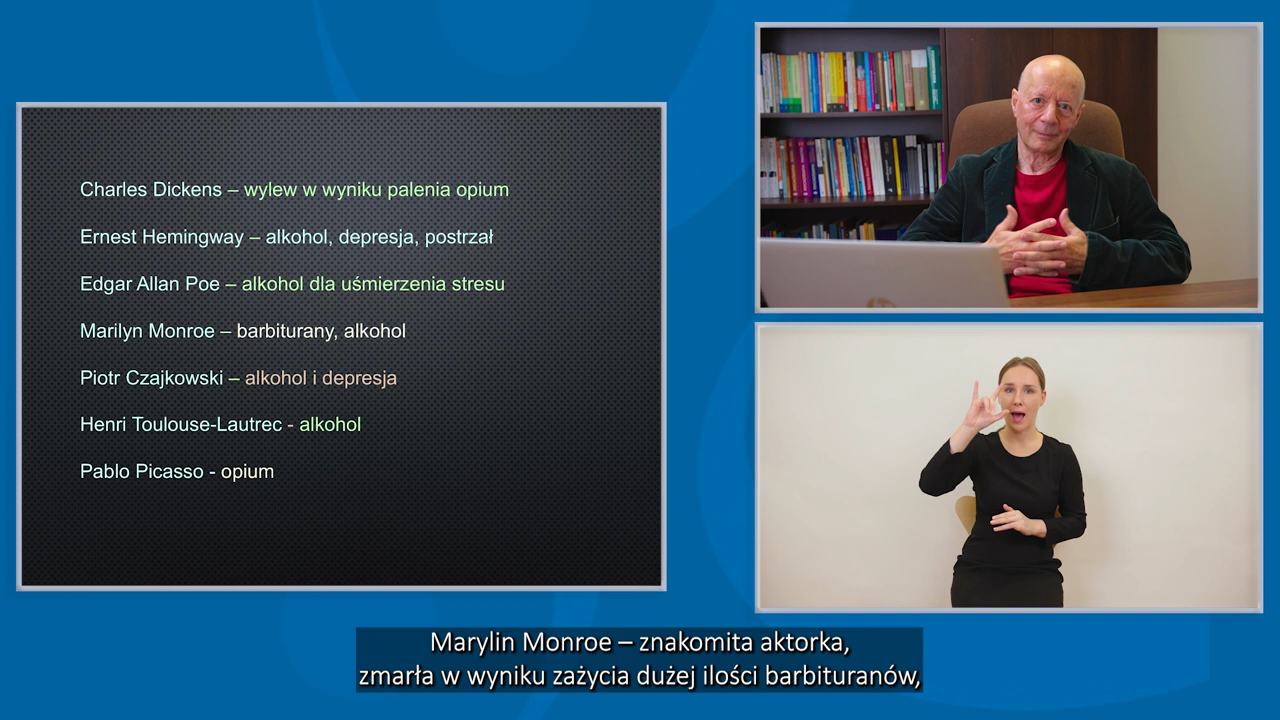 Charles Dickens – wylew w wyniku palenia opium
Ernest Hemingway – alkohol, depresja, postrzał
Edgar Allan Poe – alkohol dla uśmierzenia stresu
Marilyn Monroe – barbiturany, alkohol
Piotr Czajkowski – alkohol i depresja
Henri Toulouse-Lautrec - alkohol
Pablo Picasso - opium
Marylin Monroe – znakomita aktorka,
zmarła w wyniku zażycia dużej ilości barbituranów,